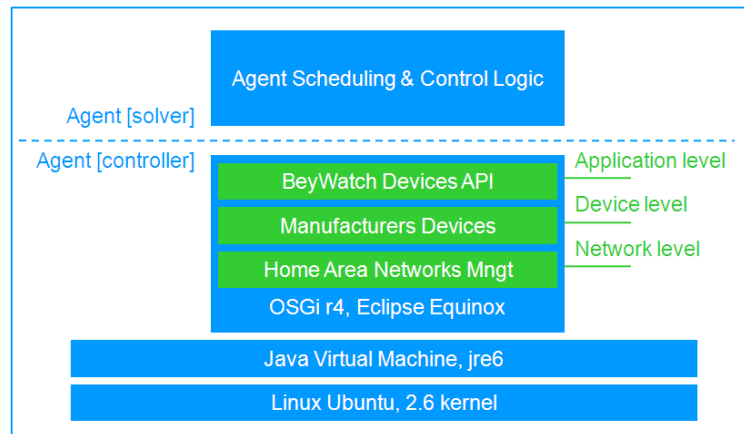 Agent Scheduling & Control Logic
Agent [solver]
Agent [controller]
Application level
BeyWatch Devices API
Device level
Manufacturers Devices
Network level
Home Area Networks Mngt
OSGi r4, Eclipse Equinox
Java Virtual Machine, jre6
Linux Ubuntu, 2.6 kernel